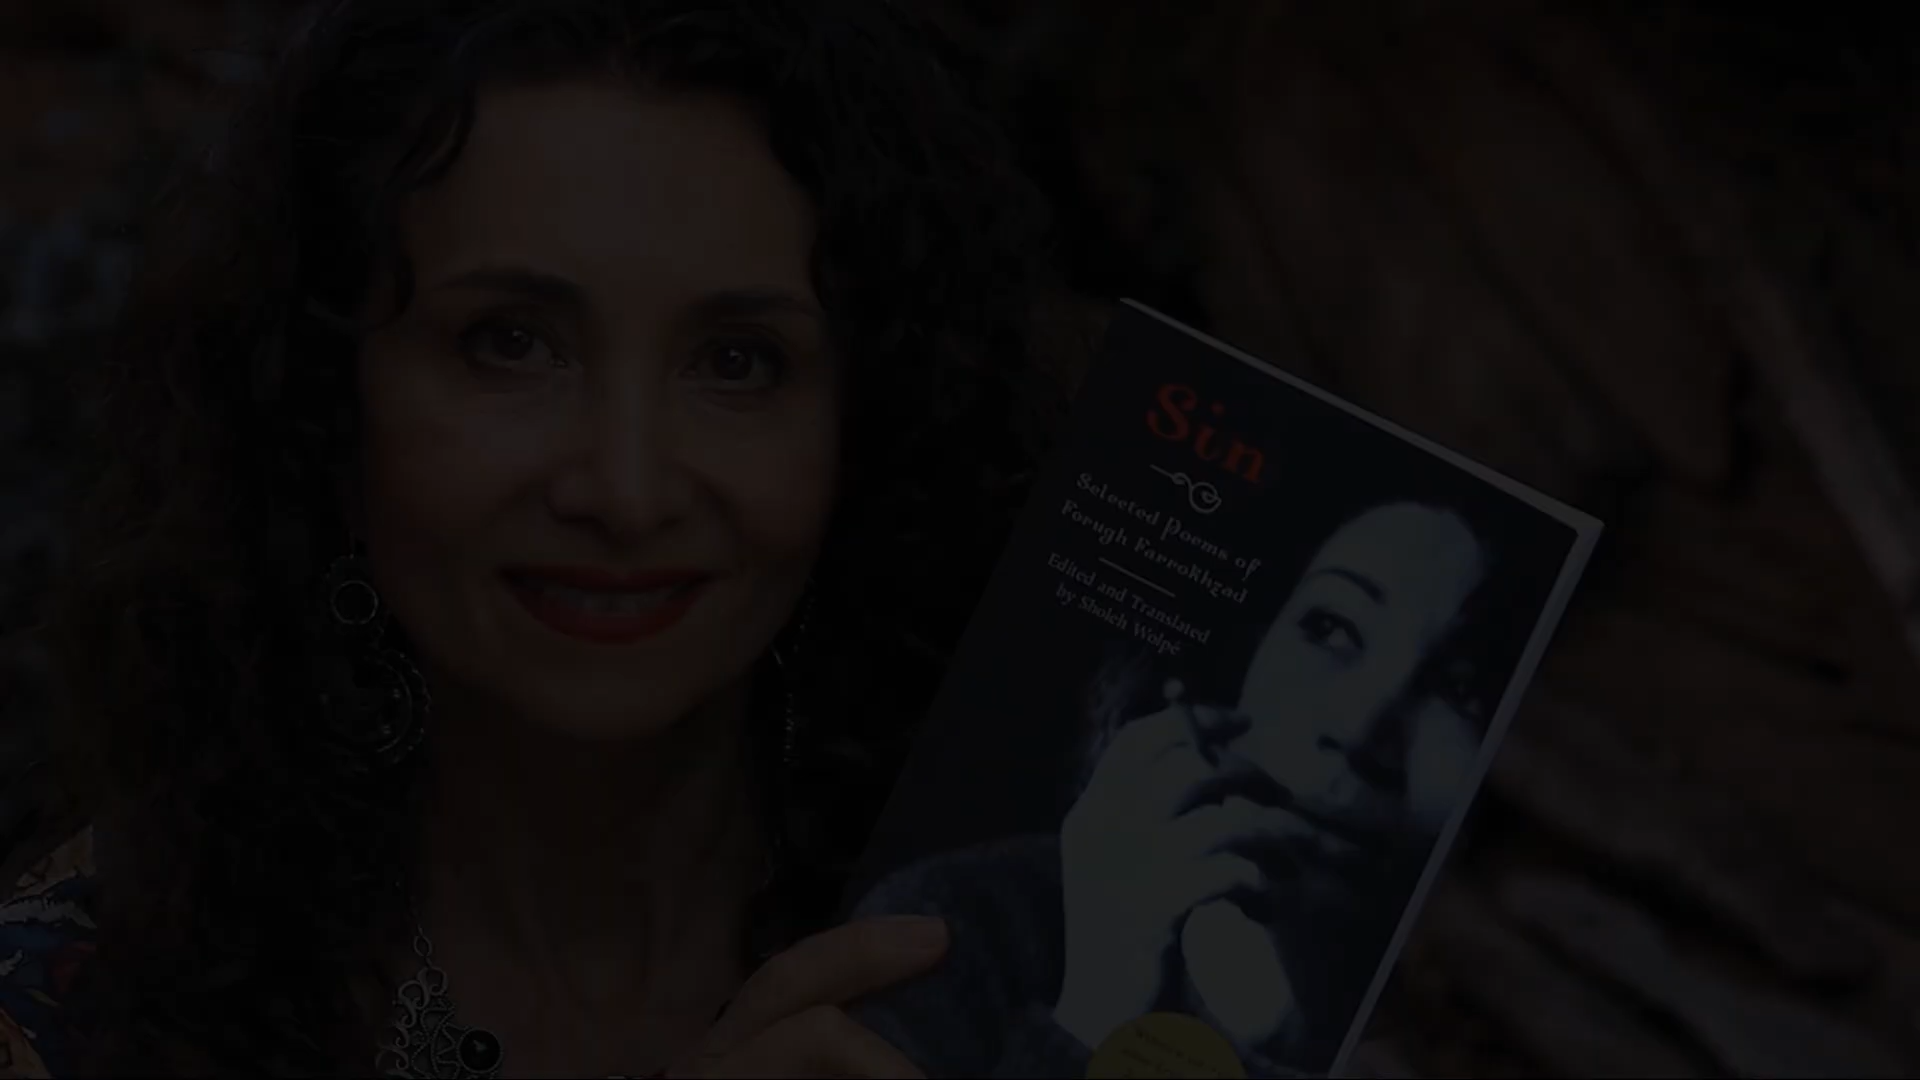 Sin
Selected Poems of
Forugh Farrokhzad
Edited and Translated
by Sholeh Wolpé